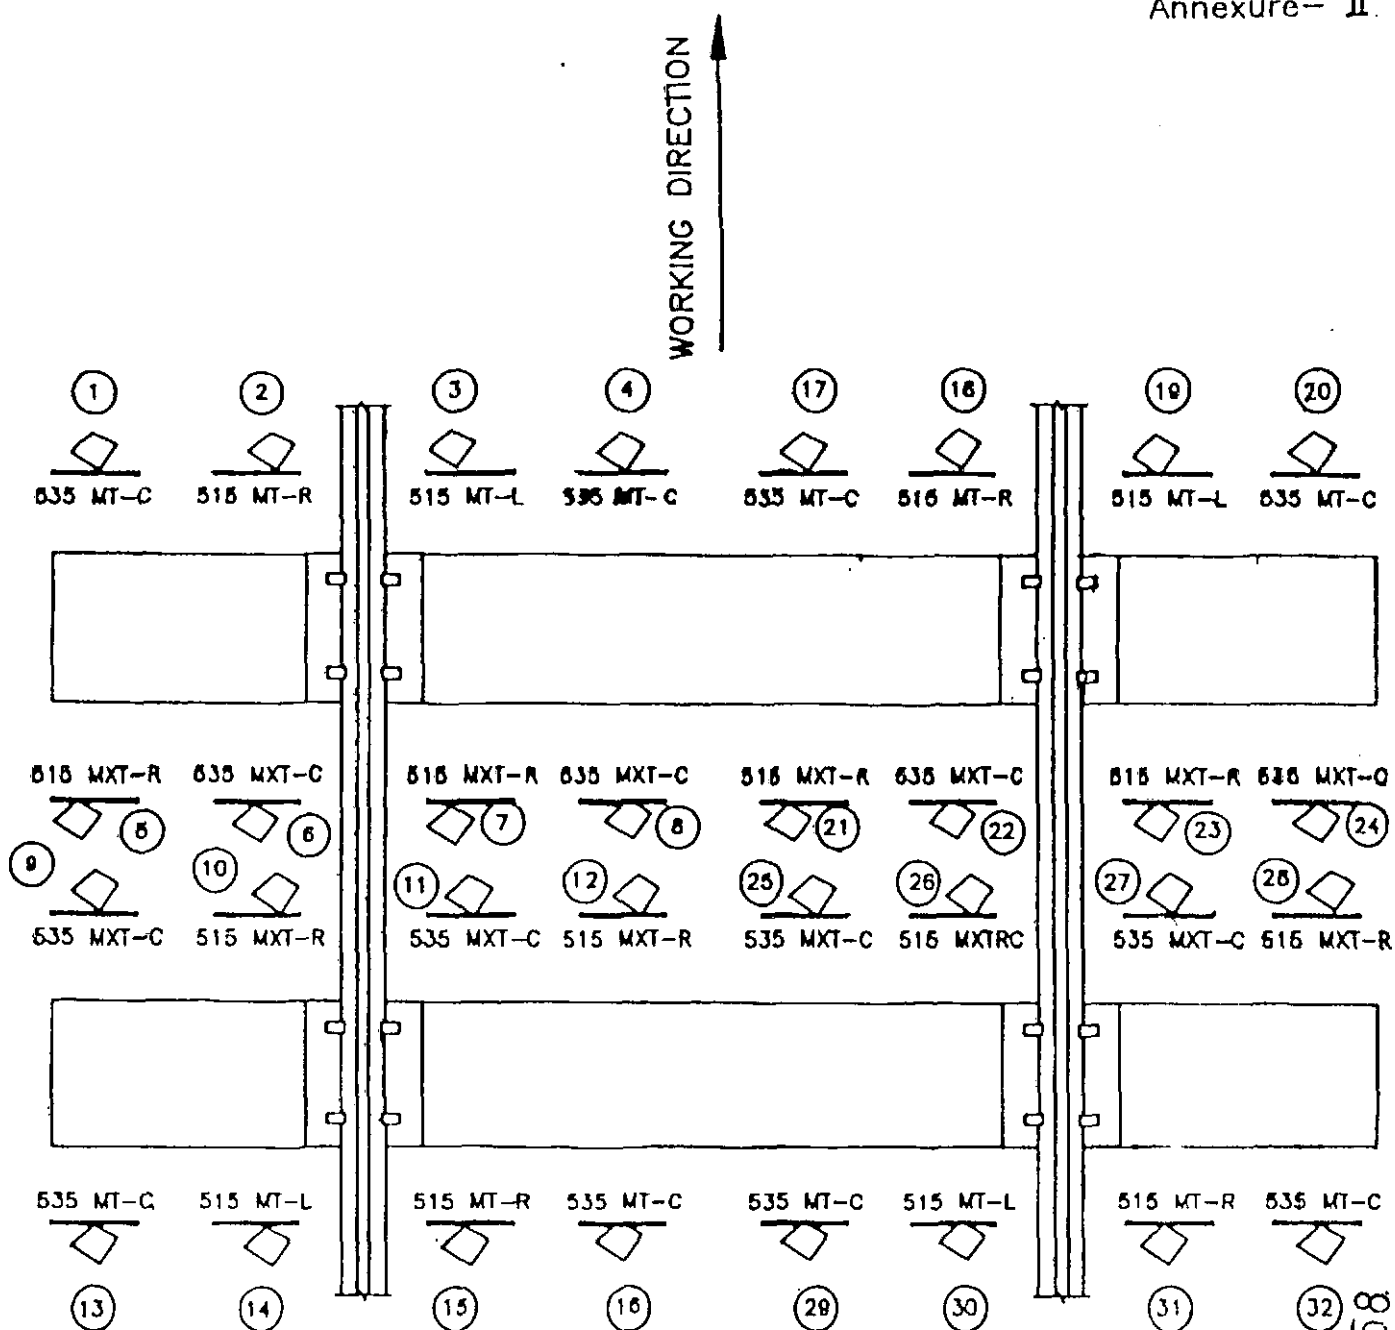 Annexure- II
WORKING DIRECTION
1 2 3 4 17 18 19 20
535 MT-C 515 MT-R 515 MT-L 535 MT-C 535 MT-C 515 MT-R 515 MT-L 535 MT-C
515 MXT-R 535 MXT-C 515 MXT-R 535 MXT-C 515 MXT-R 535 MXT-C 515 MXT-R 535 MXT-C
5 6 7 8 21 22 23 24
9 10 11 12 25 26 27 28
535 MXT-C 515 MXT-R 535 MXT-C 515 MXT-R 535 MXT-C 515 MXTRC 535 MXT-C 515 MXT-R
535 MT-C 515 MT-L 515 MT-R 535 MT-C 535 MT-C 515 MT-L 515 MT-R 535 MT-C
13 14 15 16 29 30 31 32